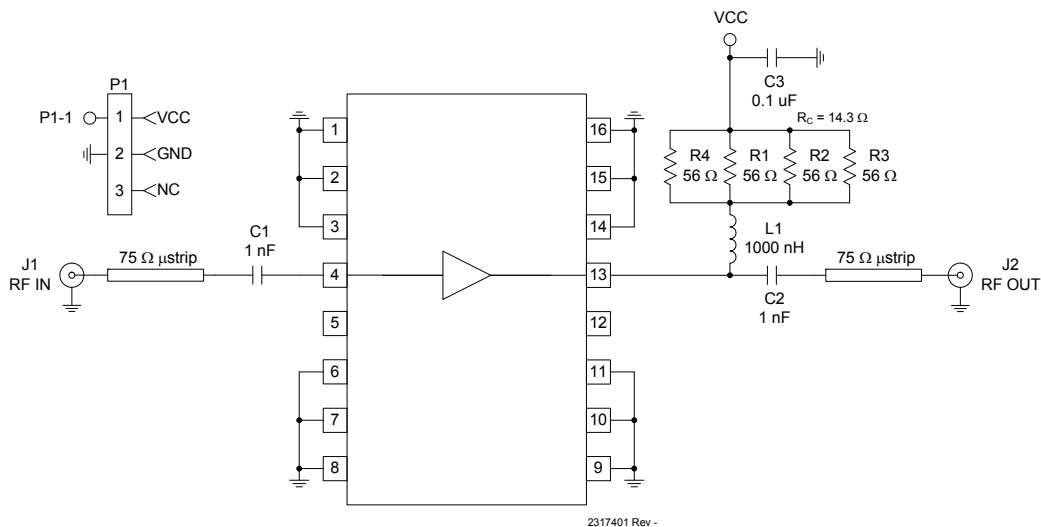 VCC
C3
0.1 uF
P1
P1-1
1
VCC
2
GND
3
NC
RC = 14.3 Ω
R4
56 Ω
R1
56 Ω
R2
56 Ω
R3
56 Ω
L1
1000 nH
J1
RF IN
75 Ω µstrip
C1
1 nF
1
2
3
4
5
6
7
8
16
15
14
13
12
11
10
9
C2
1 nF
75 Ω µstrip
J2
RF OUT
2317401 Rev -